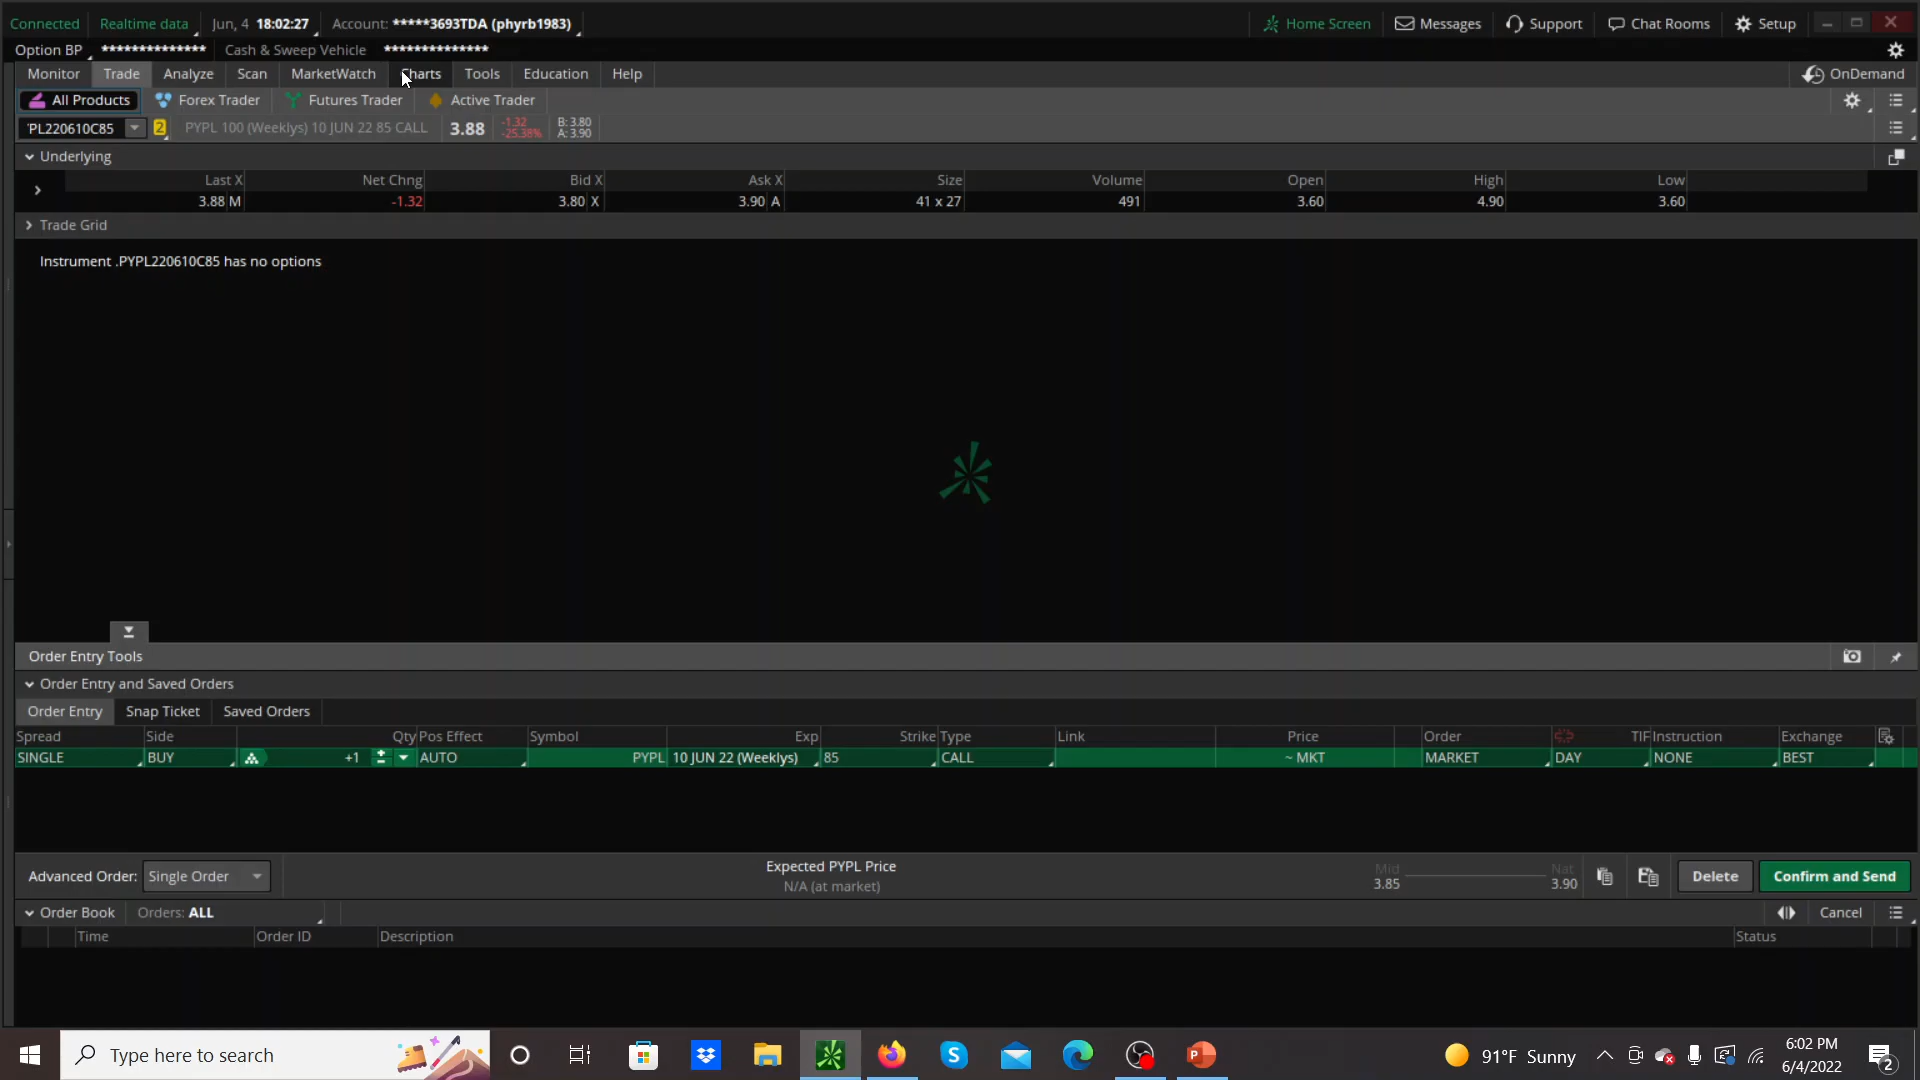 Connected Realtime data Jun, 4 18:02:27 Account: *****3693TDA (phyrb1983) Home Screen Messages Support Chat Rooms Setup
Option BP ************** Cash & Sweep Vehicle **************
Monitor Trade Analyze Scan MarketWatch Charts Tools Education Help OnDemand
All Products Forex Trader Futures Trader Active Trader
'PL220610C85 2 PYPL 100 (Weeklys) 10 JUN 22 85 CALL 3.88 -1.32 -25.38% B: 3.80 A: 3.90
Underlying
Last X Net Chng Bid X Ask X Size Volume Open High Low
3.88 M -1.32 3.80 X 3.90 A 41 x 27 491 3.60 4.90 3.60
Trade Grid
Instrument .PYPL220610C85 has no options
Order Entry Tools
Order Entry and Saved Orders
Order Entry Snap Ticket Saved Orders
Spread Side Qty Pos Effect Symbol Exp Strike Type Link Price Order TIF Instruction Exchange
SINGLE BUY +1 AUTO PYPL 10 JUN 22 (Weeklys) 85 CALL ~ MKT MARKET DAY NONE BEST
Advanced Order: Single Order Expected PYPL Price Mid Nat Delete Confirm and Send
N/A (at market) 3.85 3.90
Order Book Orders: ALL Cancel
Time Order ID Description Status
Type here to search 91°F Sunny 6:02 PM
6/4/2022 2